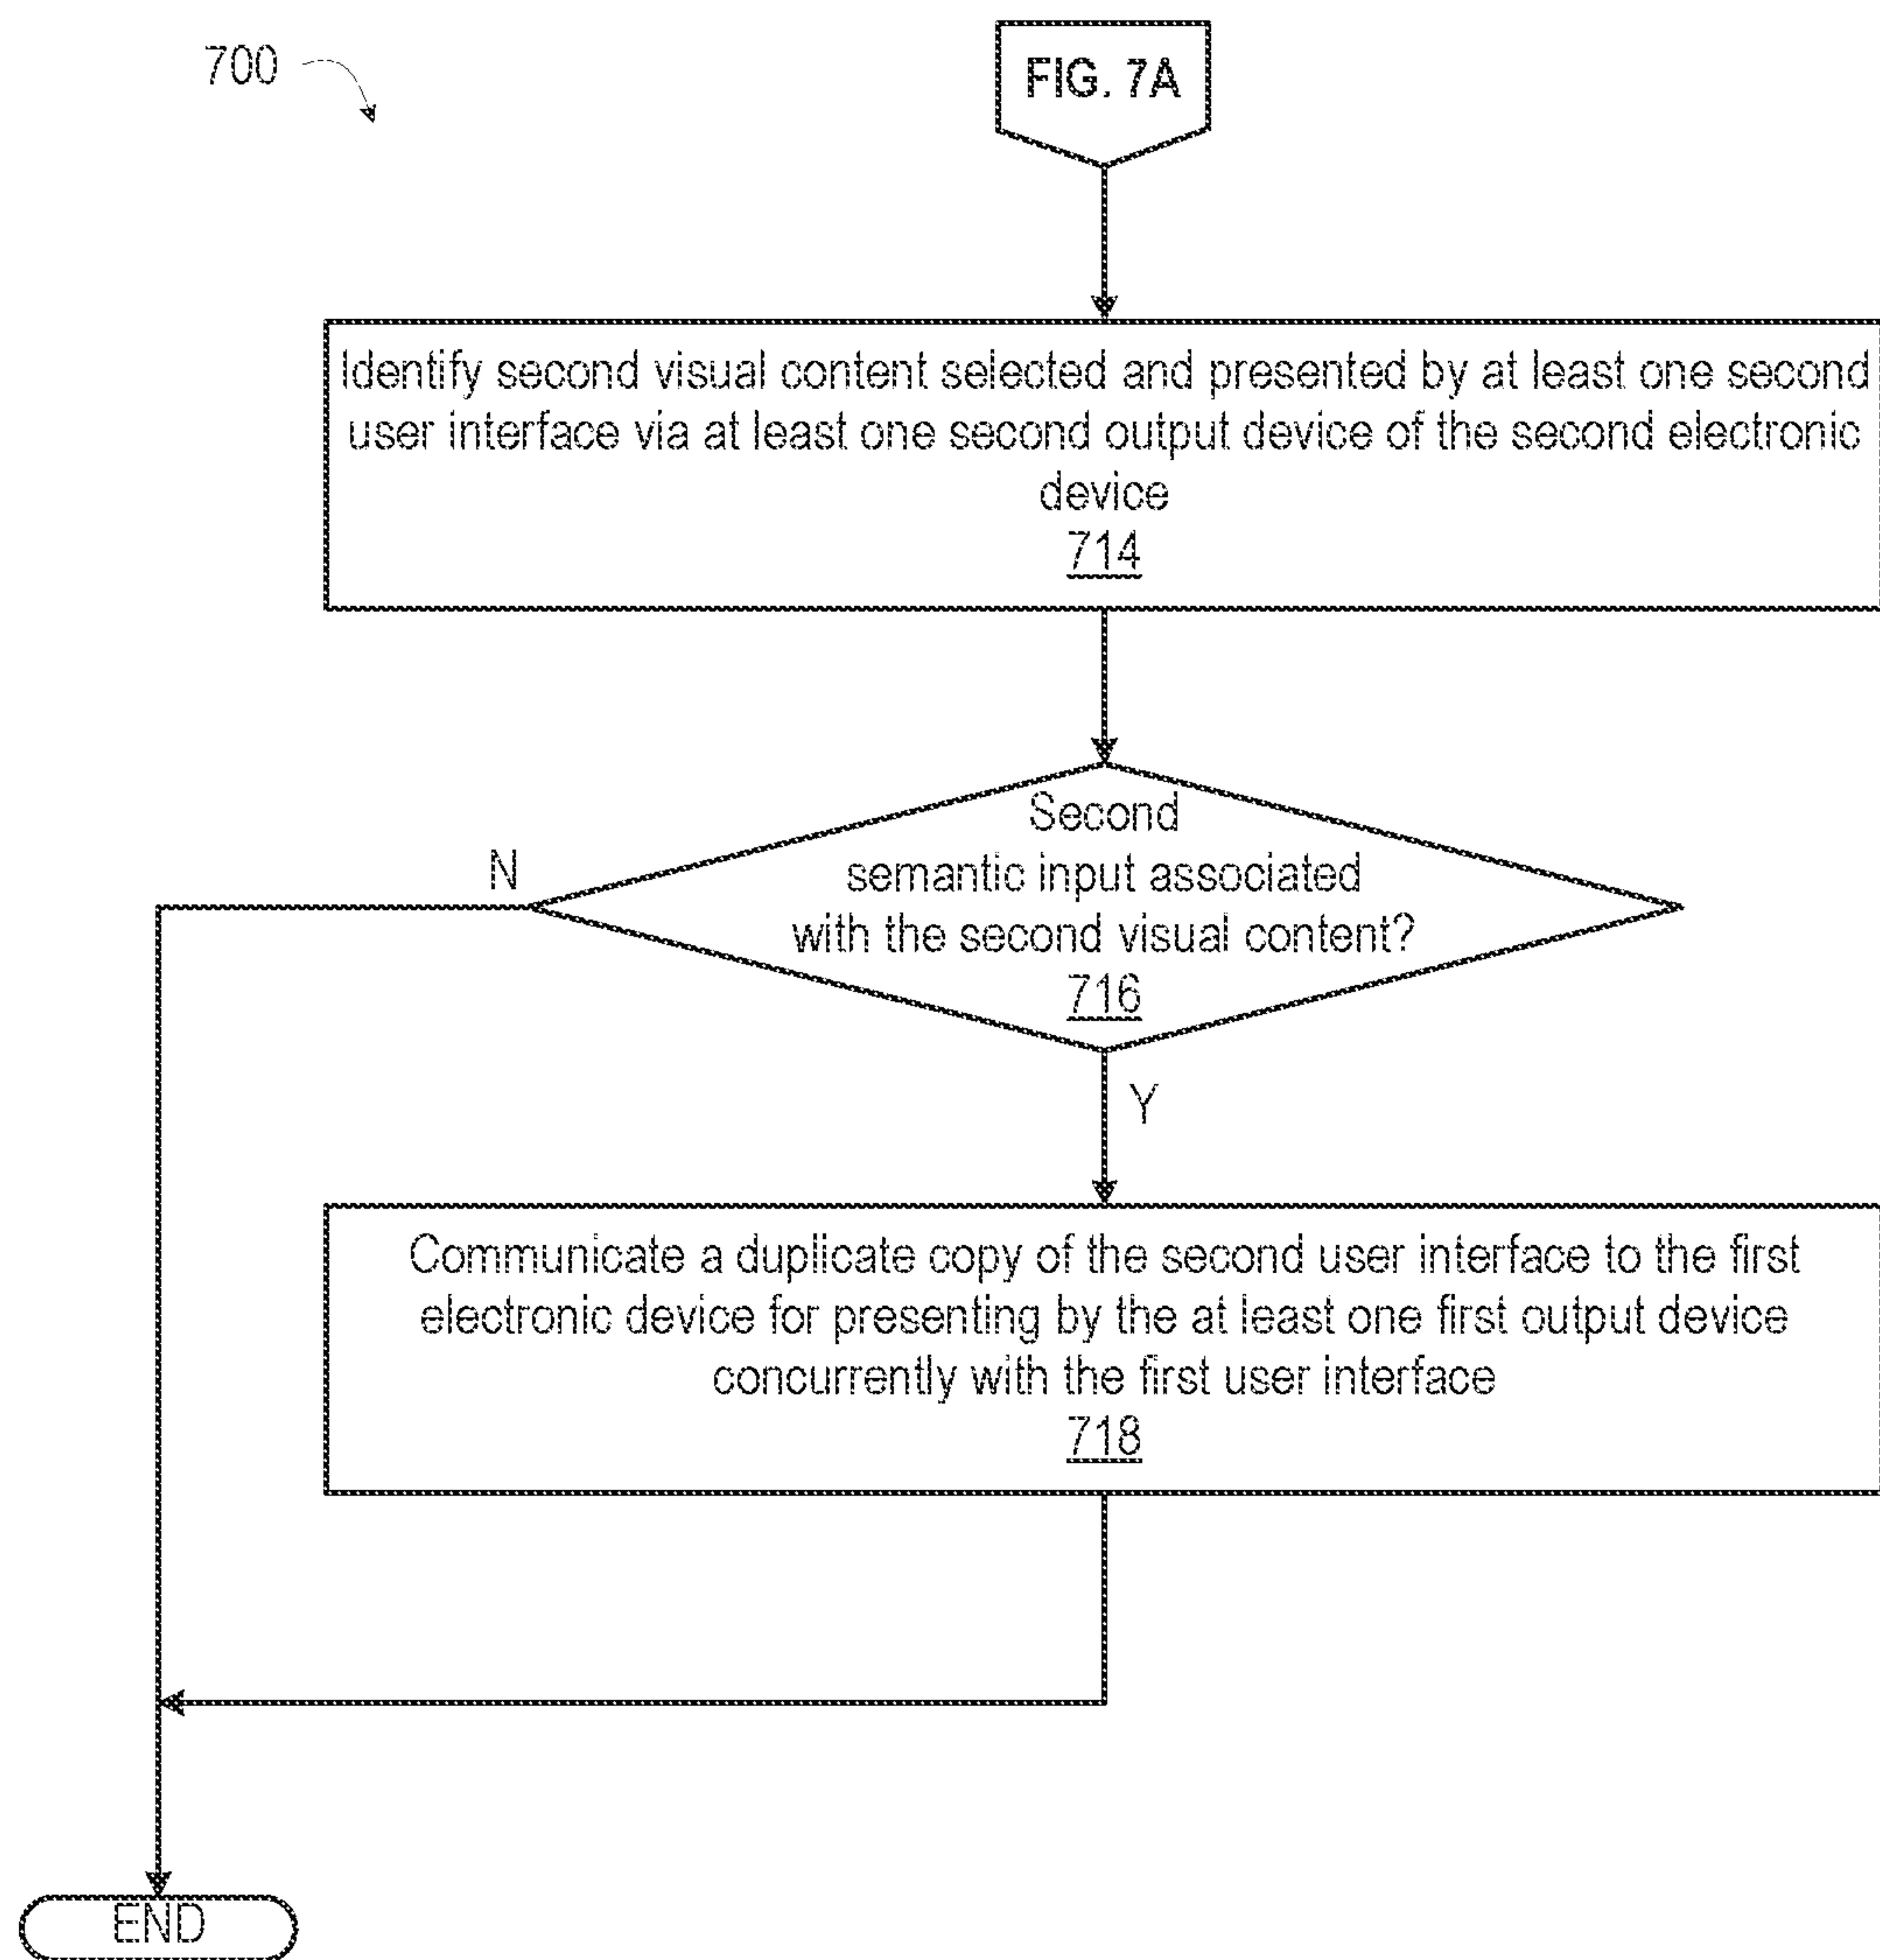 700
FIG. 7A
Identify second visual content selected and presented by at least one second
user interface via at least one second output device of the second electronic
device
714
Second
semantic input associated
with the second visual content?
716
N
Y
Communicate a duplicate copy of the second user interface to the first
electronic device for presenting by the at least one first output device
concurrently with the first user interface
718
END